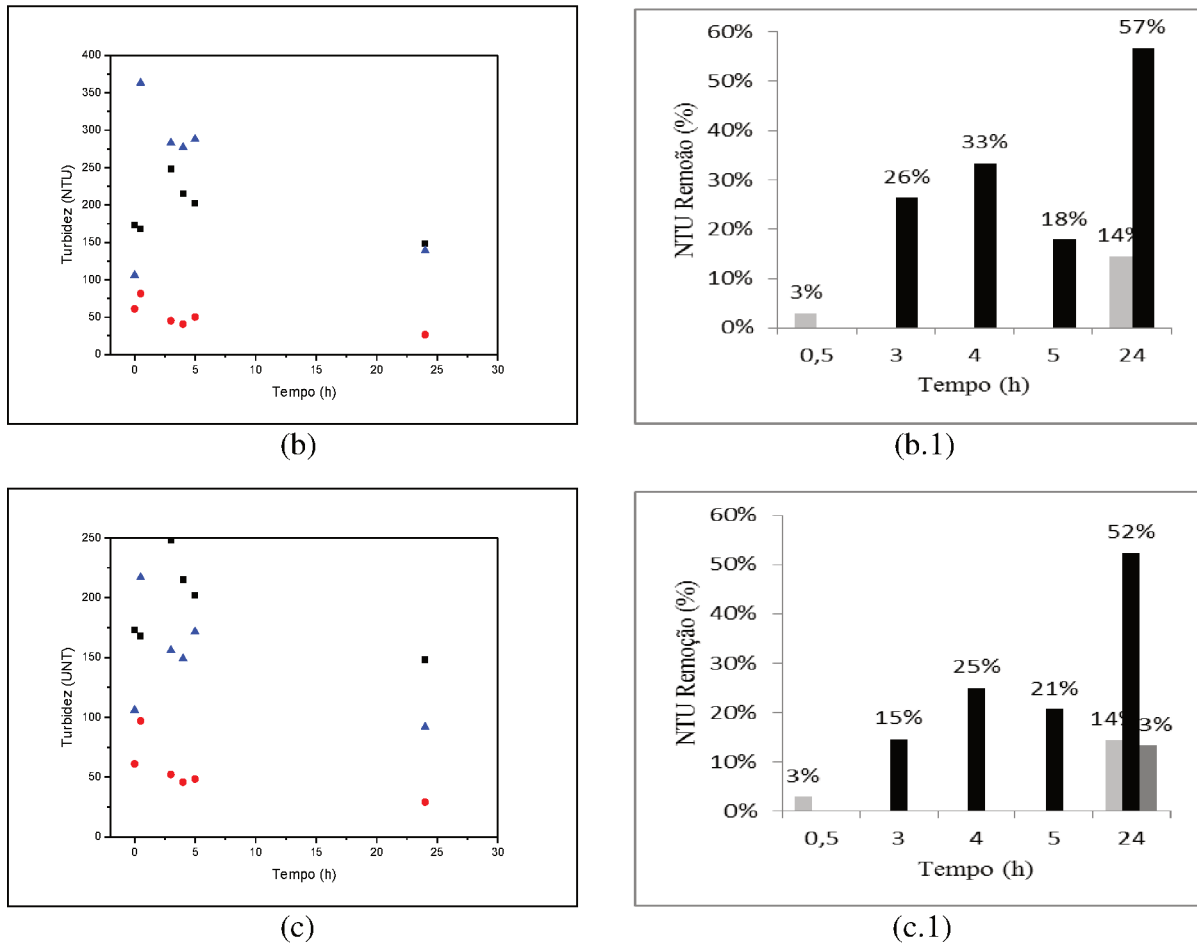 400
350
300
250
200
150
100
50
0
Turbidez (NTU)
0 5 10 15 20 25 30
Tempo (h)
(b)
60%
50%
40%
30%
20%
10%
0%
NTU Remoão (%)
3%
26%
33%
18%
14%
57%
0,5 3 4 5 24
Tempo (h)
(b.1)
250
200
150
100
50
0
Turbidez (UNT)
0 5 10 15 20 25 30
Tempo (h)
(c)
60%
50%
40%
30%
20%
10%
0%
NTU Remoção (%)
3%
15%
25%
21%
14%
52%
3%
0,5 3 4 5 24
Tempo (h)
(c.1)